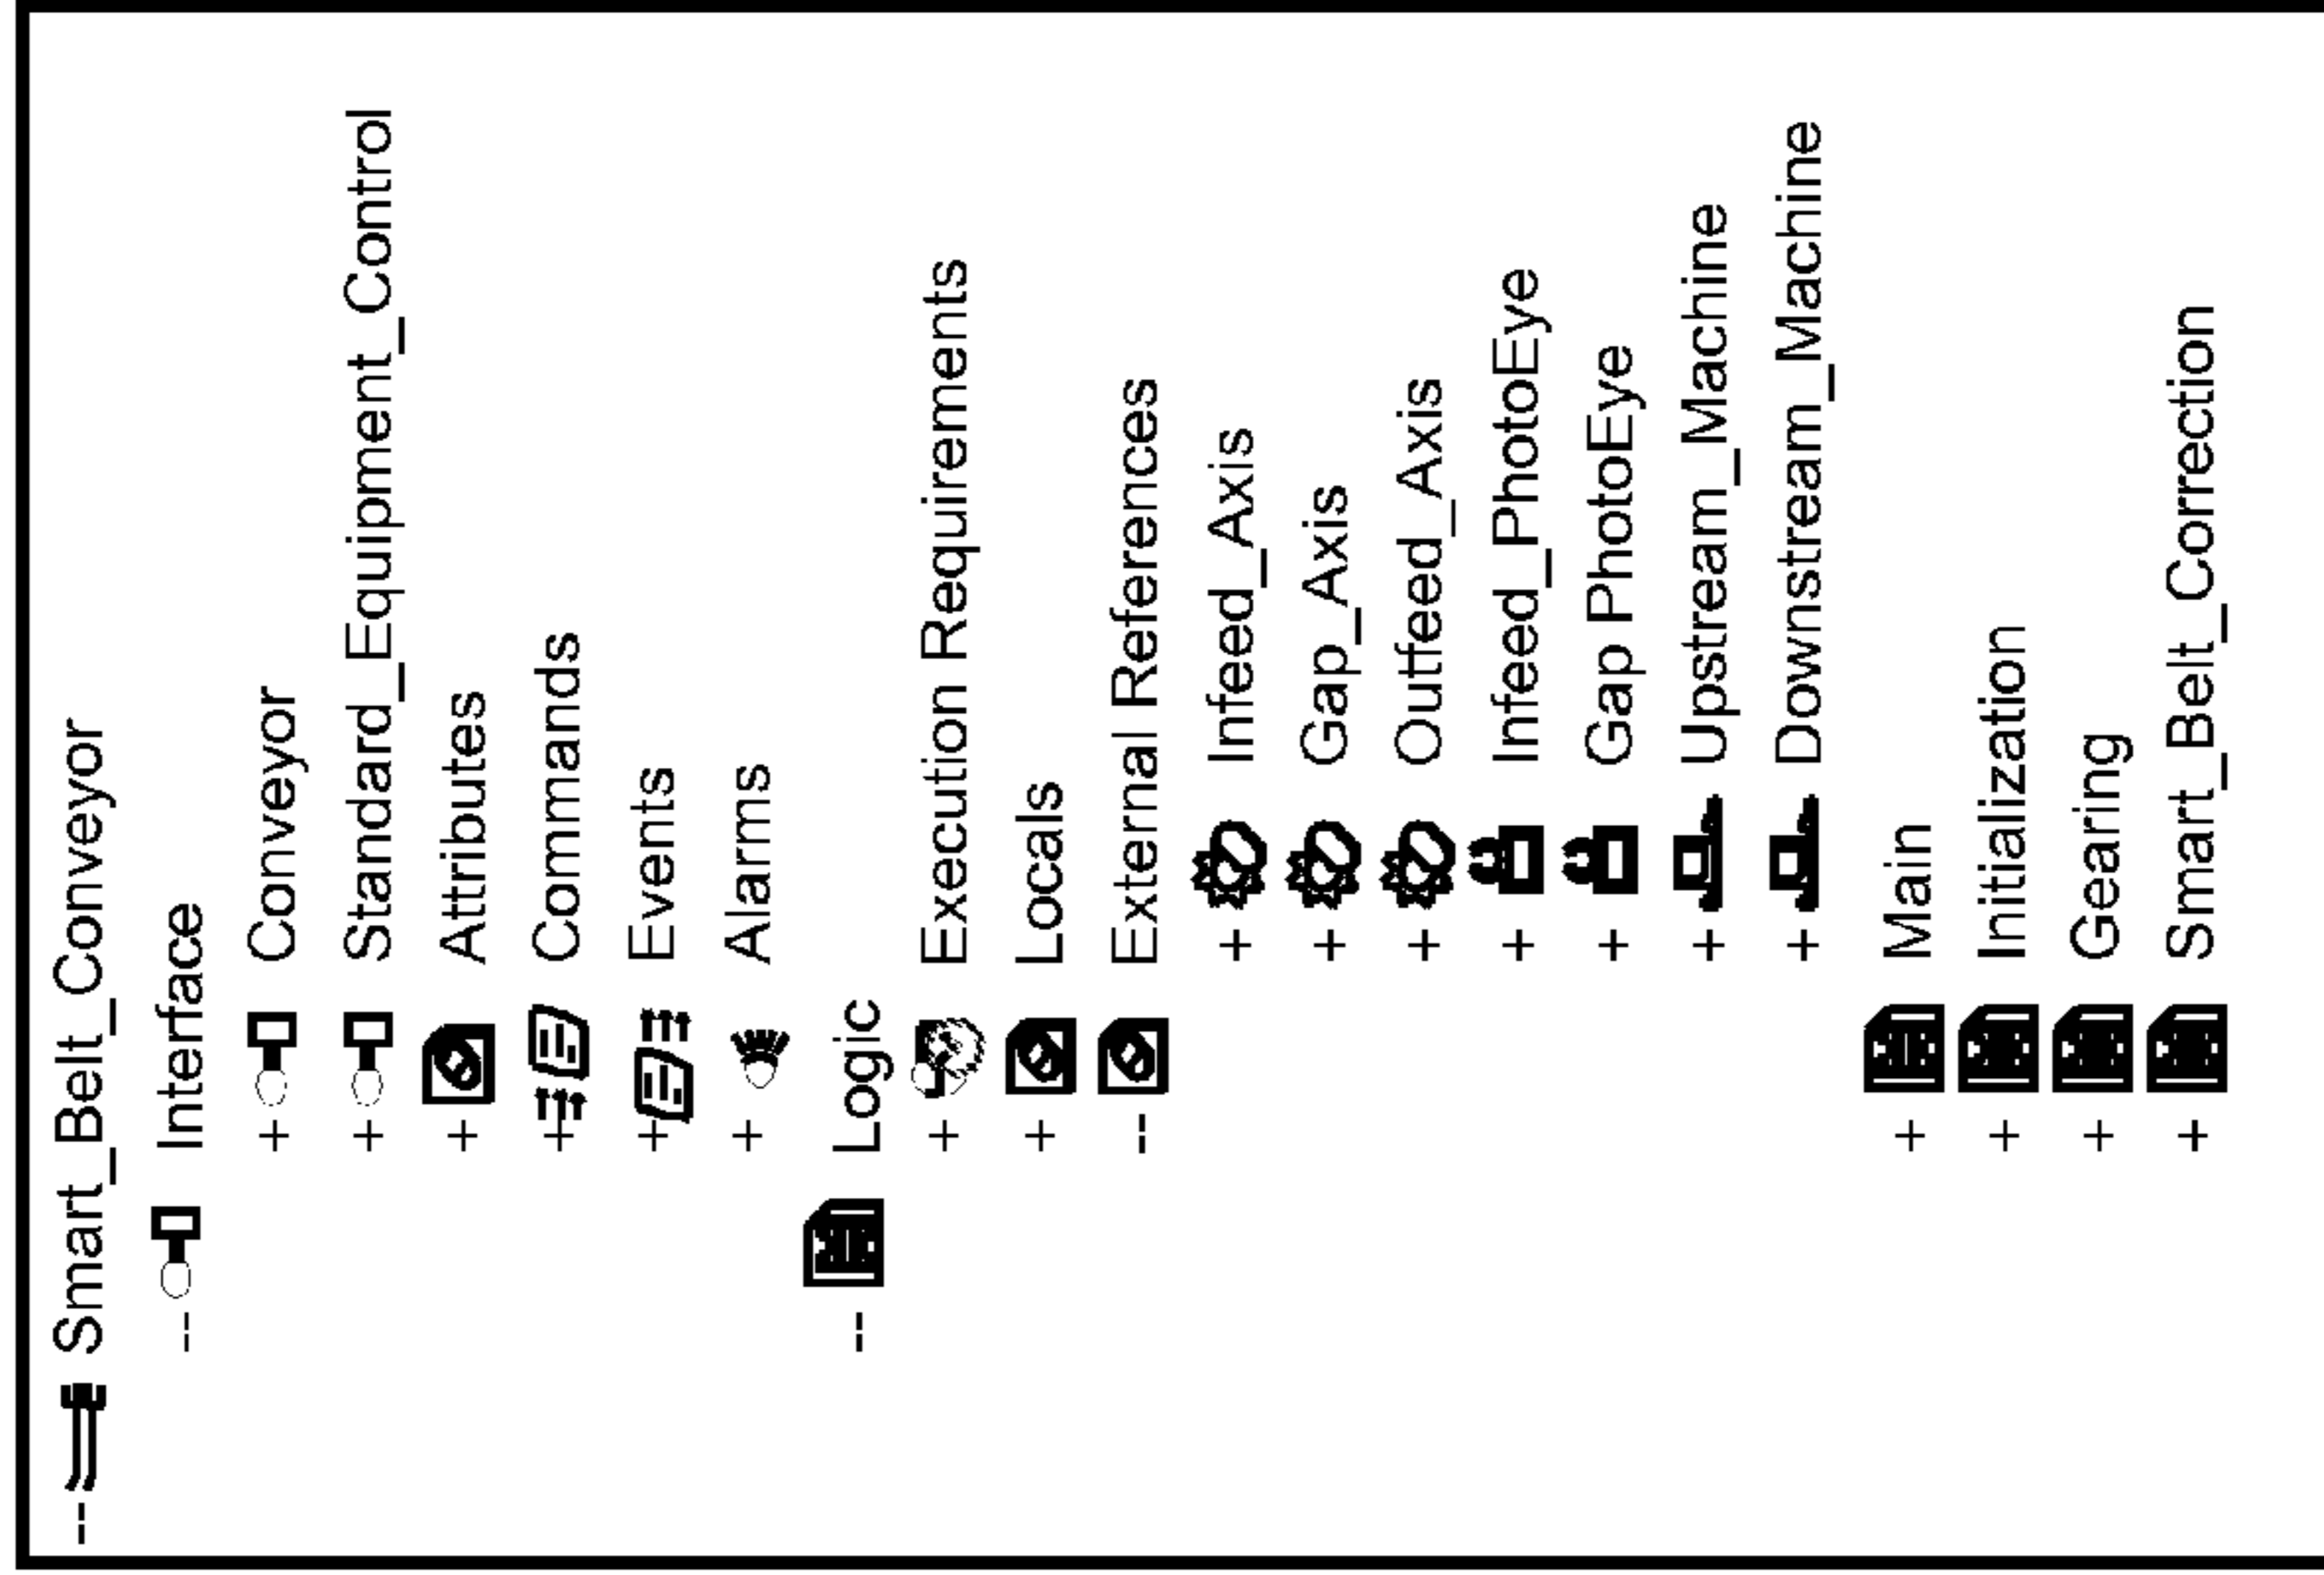 -- Smart_Belt_Conveyor
-- Interface
+ Conveyor
+ Standard_Equipment_Control
+ Attributes
+ Commands
+ Events
+ Alarms
-- Logic
+ Execution Requirements
+ Locals
-- External References
+ Infeed_Axis
+ Gap_Axis
+ Outfeed_Axis
+ Infeed_PhotoEye
+ Gap PhotoEye
+ Upstream_Machine
+ Downstream_Machine
+ Main
+ Initialization
+ Gearing
+ Smart_Belt_Correction